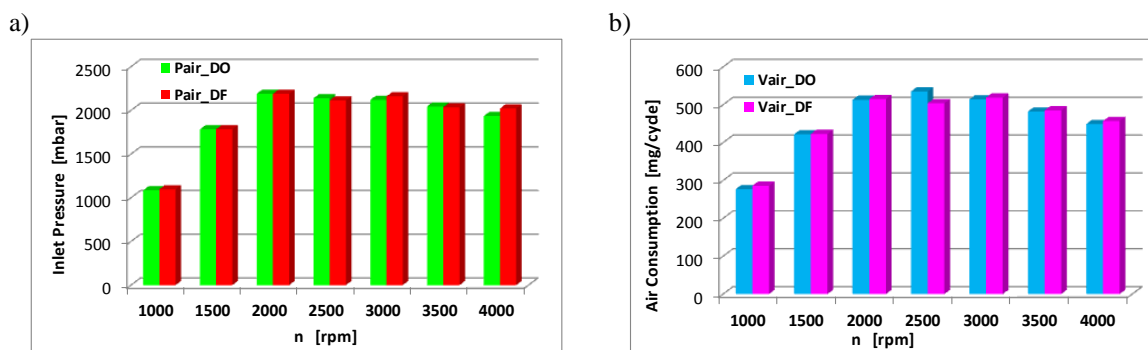 a)
Inlet Pressure [mbar]
2500
2000
1500
1000
500
0
Pair_DO
Pair_DF
1000 1500 2000 2500 3000 3500 4000
n [rpm]
b)
Air Consumption [mg/cycle]
600
500
400
300
200
100
0
Vair_DO
Vair_DF
1000 1500 2000 2500 3000 3500 4000
n [rpm]